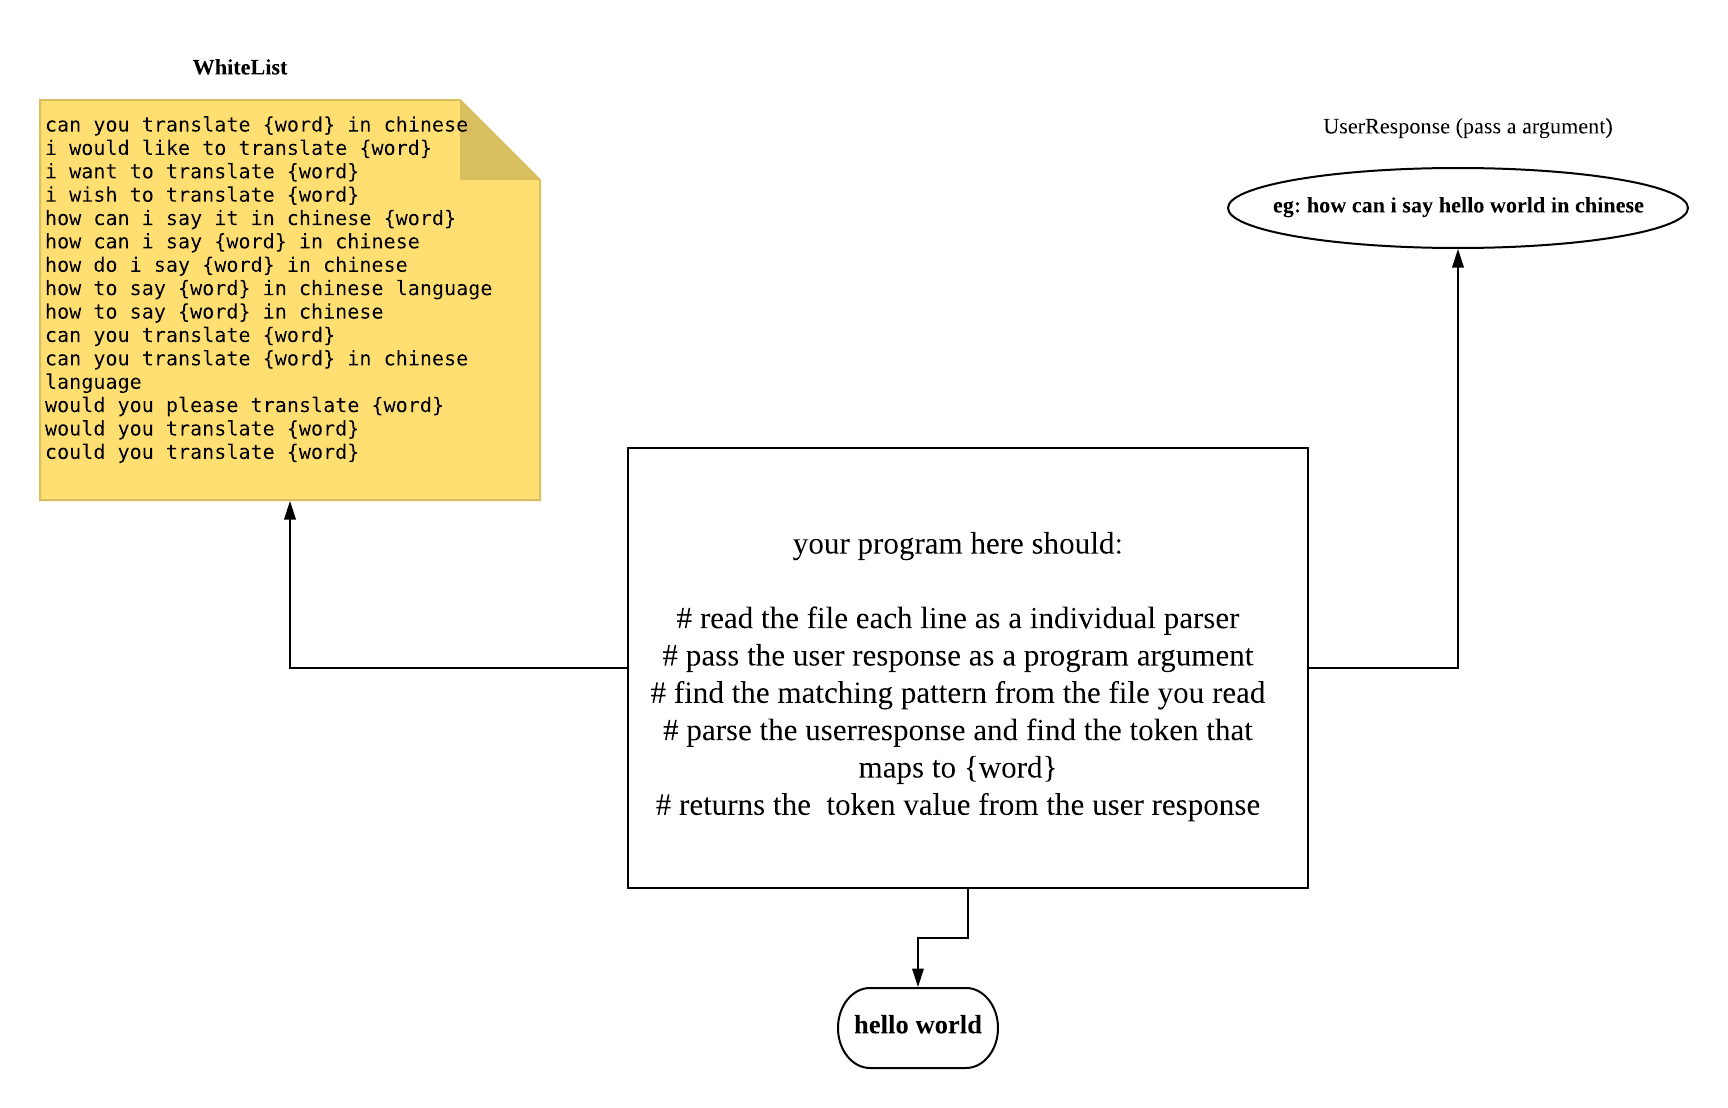 WhiteList
can you translate {word} in chinese
i would like to translate {word}
i want to translate {word}
i wish to translate {word}
how can i say it in chinese {word}
how can i say {word} in chinese
how do i say {word} in chinese
how to say {word} in chinese language
how to say {word} in chinese
can you translate {word}
can you translate {word} in chinese
language
would you please translate {word}
would you translate {word}
could you translate {word}
UserResponse (pass a argument)
eg: how can i say hello world in chinese
your program here should:
# read the file each line as a individual parser
# pass the user response as a program argument
# find the matching pattern from the file you read
# parse the userresponse and find the token that
maps to {word}
# returns the  token value from the user response
hello world